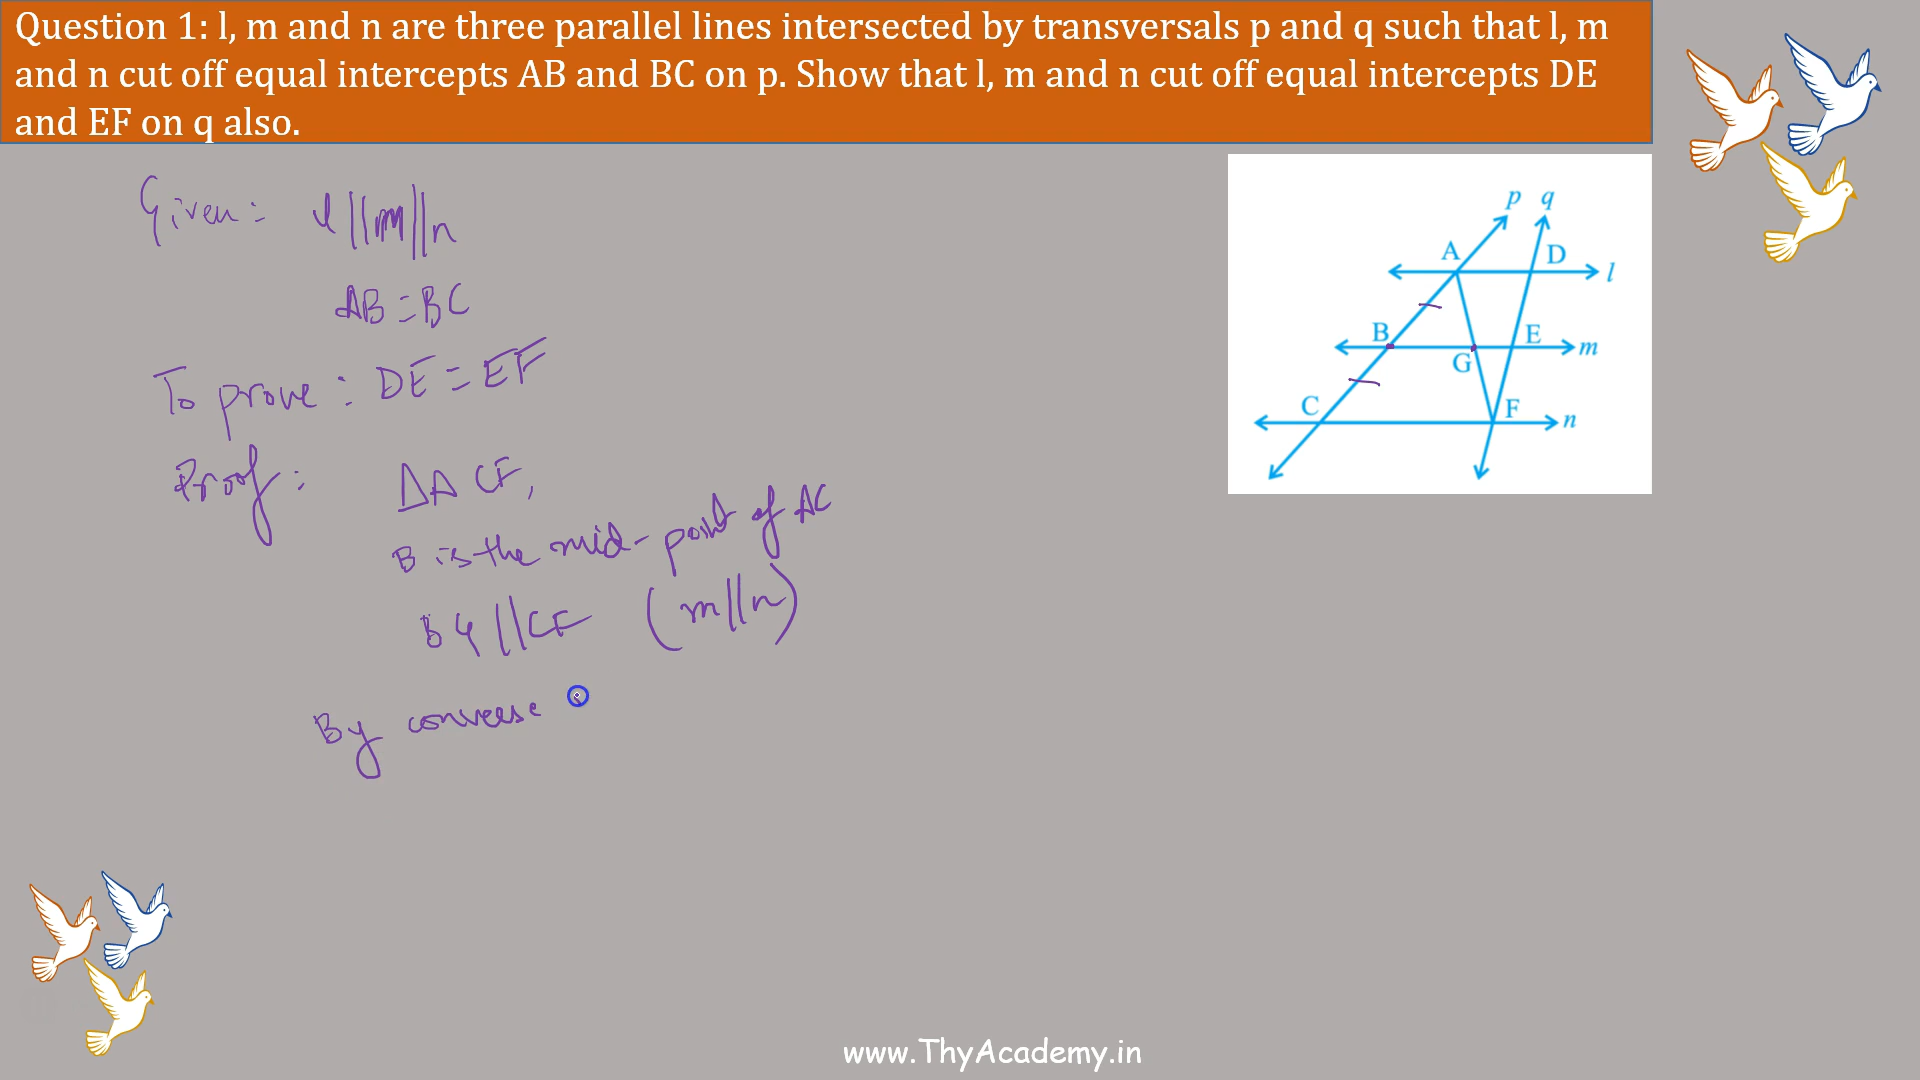 Question 1: l, m and n are three parallel lines intersected by transversals p and q such that l, m
and n cut off equal intercepts AB and BC on p. Show that l, m and n cut off equal intercepts DE
and EF on q also.
Given: l||m||n
AB = BC
To prove: DE = EF
Proof: ΔACF,
B is the mid-point of AC
BG||CF (m||n)
By converse
p q
A D l
B E m
G
C F n
www.ThyAcademy.in